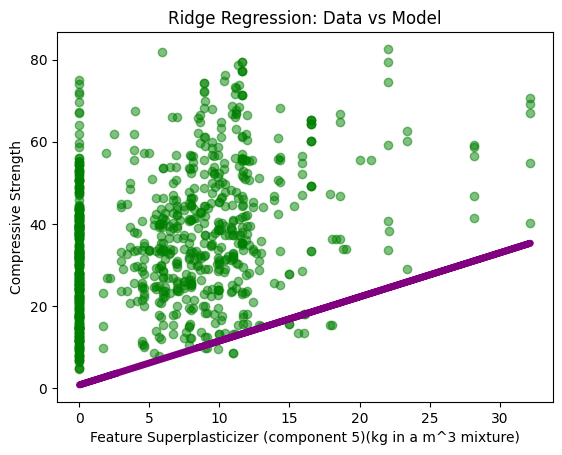 Ridge Regression: Data vs Model
80
60
40
20
0
Compressive Strength
0 5 10 15 20 25 30
Feature Superplasticizer (component 5)(kg in a m^3 mixture)